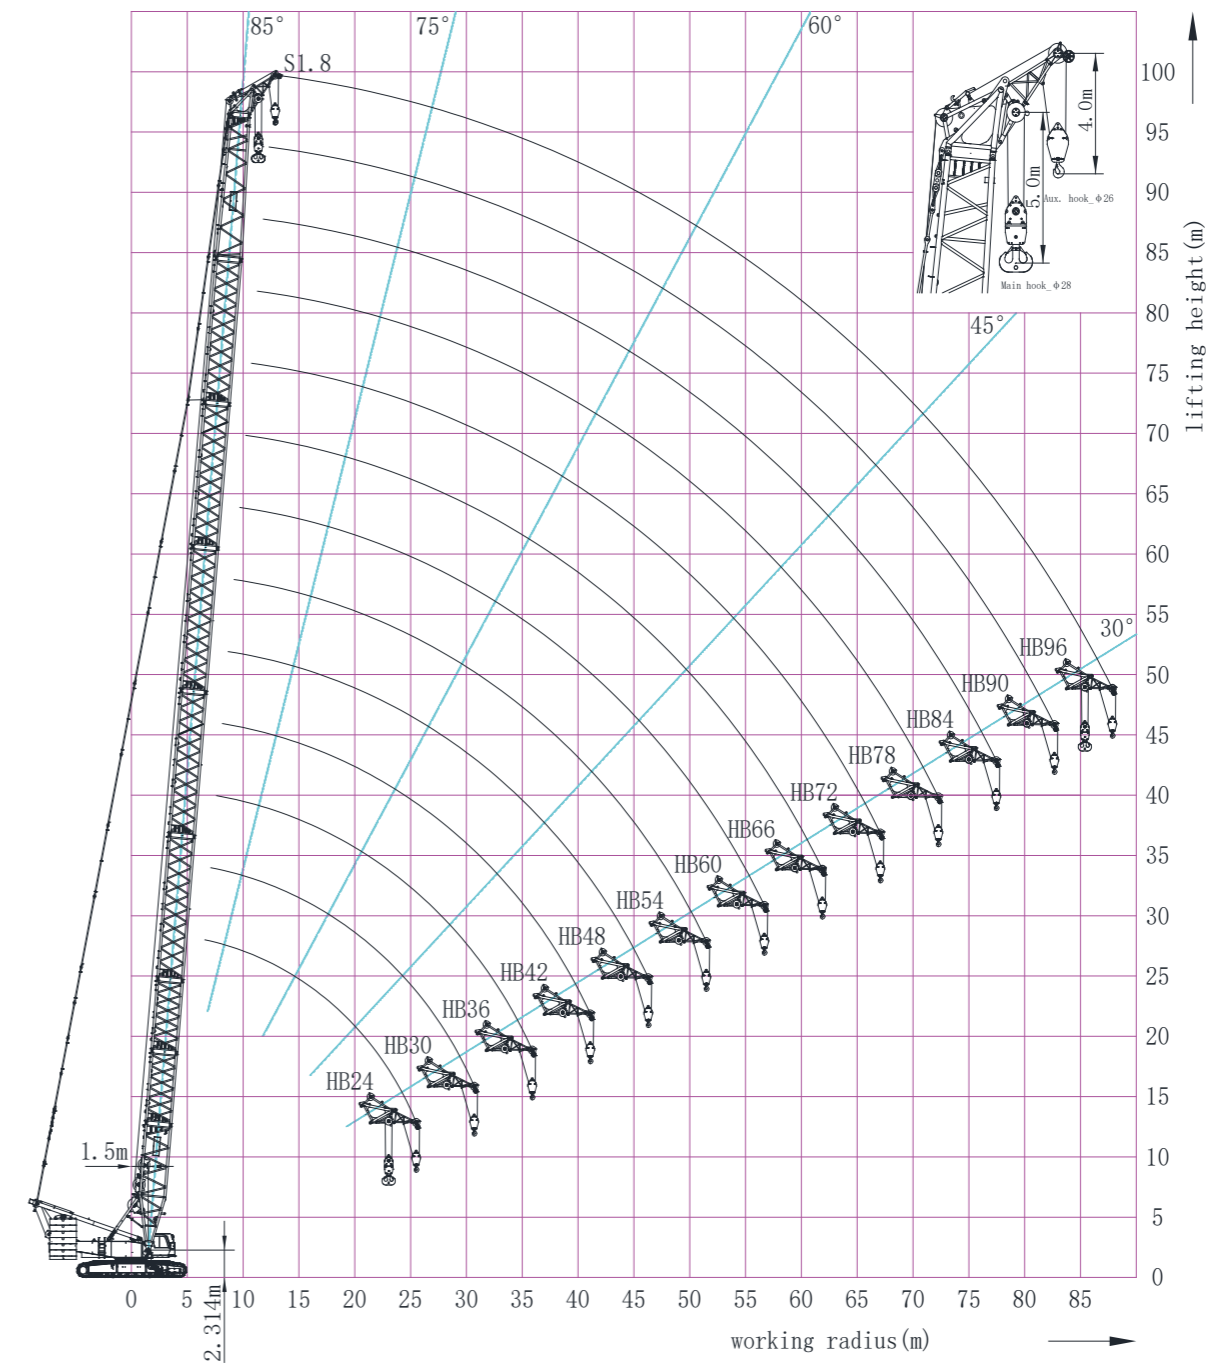 85°
75°
60°
S1.8
4.0m
5.0m
Aux. hook_φ26
Main hook_φ28
45°
30°
lifting height(m)
100
95
90
85
80
75
70
65
60
55
50
45
40
35
30
25
20
15
10
5
0
HB96
HB90
HB84
HB78
HB72
HB66
HB60
HB54
HB48
HB42
HB36
HB30
HB24
1.5m
2.314m
0 5 10 15 20 25 30 35 40 45 50 55 60 65 70 75 80 85
working radius(m)